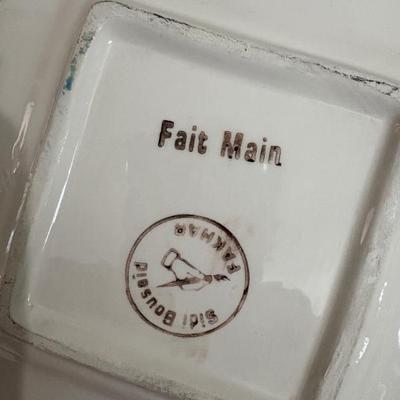 Fait Main
FAKHAR
Sidi Bousaid